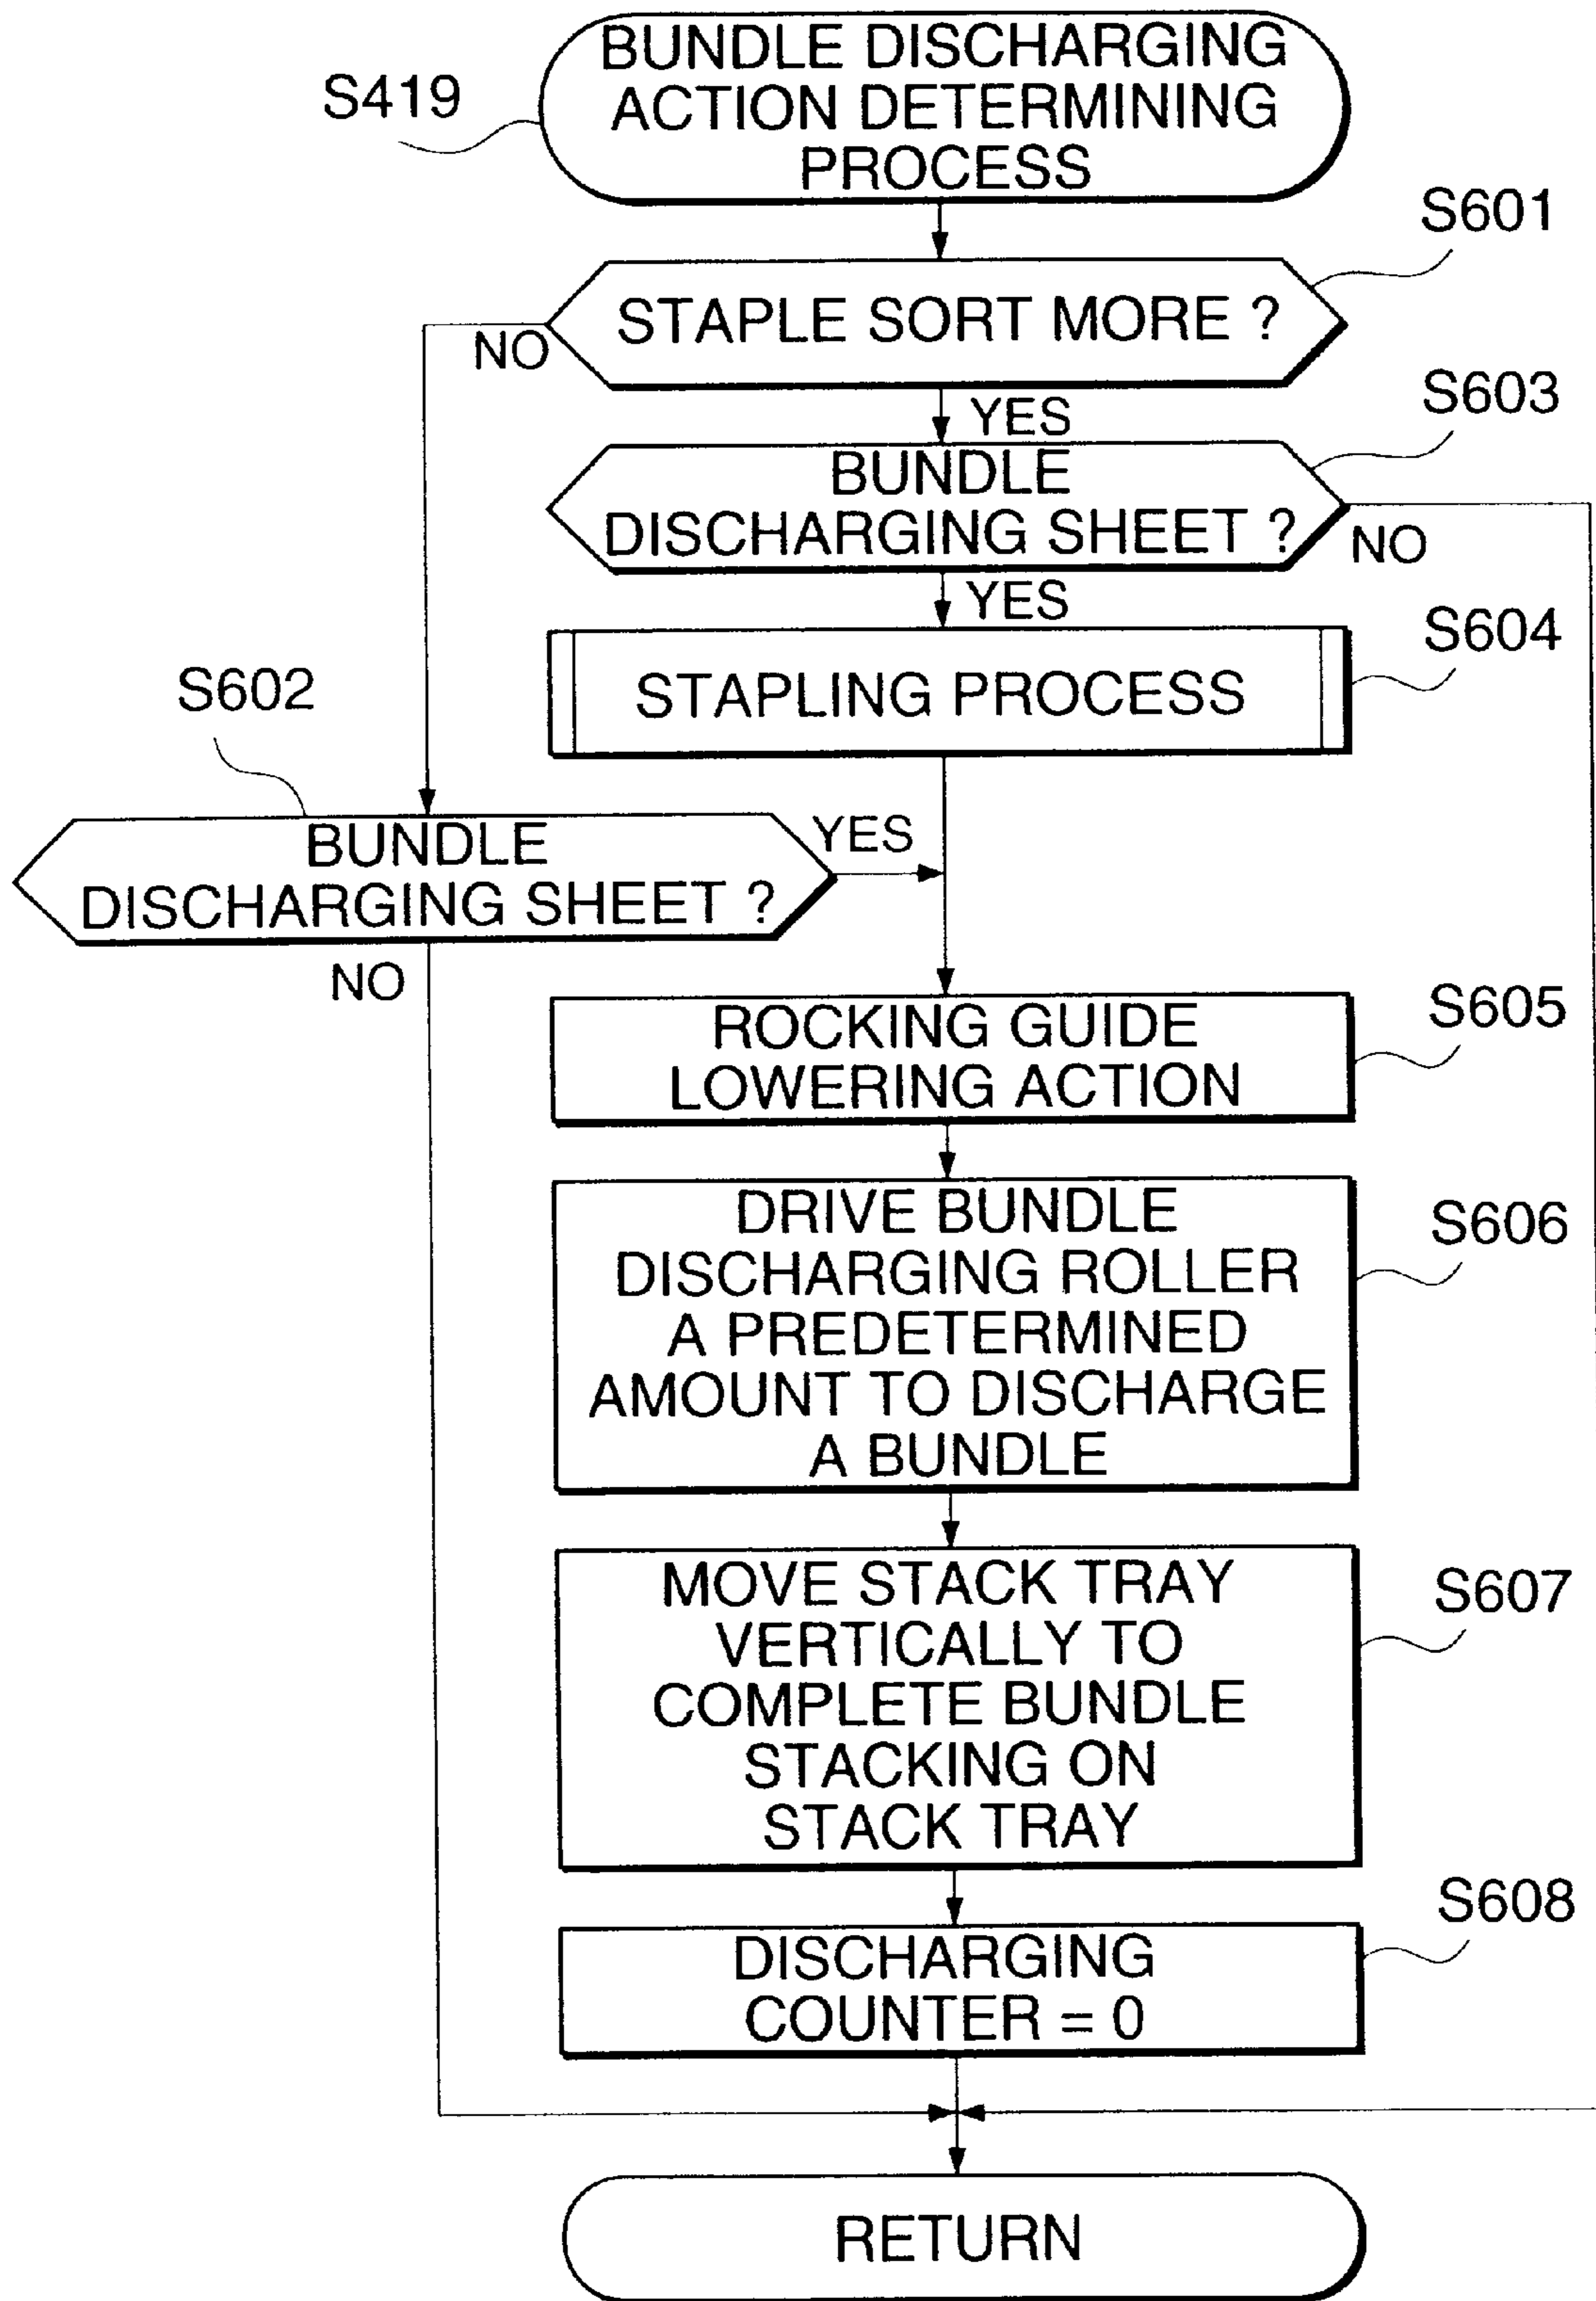 BUNDLE DISCHARGING
ACTION DETERMINING
PROCESS
S419
S601
STAPLE SORT MORE ?
NO
YES
S603
BUNDLE
DISCHARGING SHEET ?
NO
YES
S604
STAPLING PROCESS
S602
BUNDLE
DISCHARGING SHEET ?
YES
NO
S605
ROCKING GUIDE
LOWERING ACTION
S606
DRIVE BUNDLE
DISCHARGING ROLLER
A PREDETERMINED
AMOUNT TO DISCHARGE
A BUNDLE
S607
MOVE STACK TRAY
VERTICALLY TO
COMPLETE BUNDLE
STACKING ON
STACK TRAY
S608
DISCHARGING
COUNTER = 0
RETURN